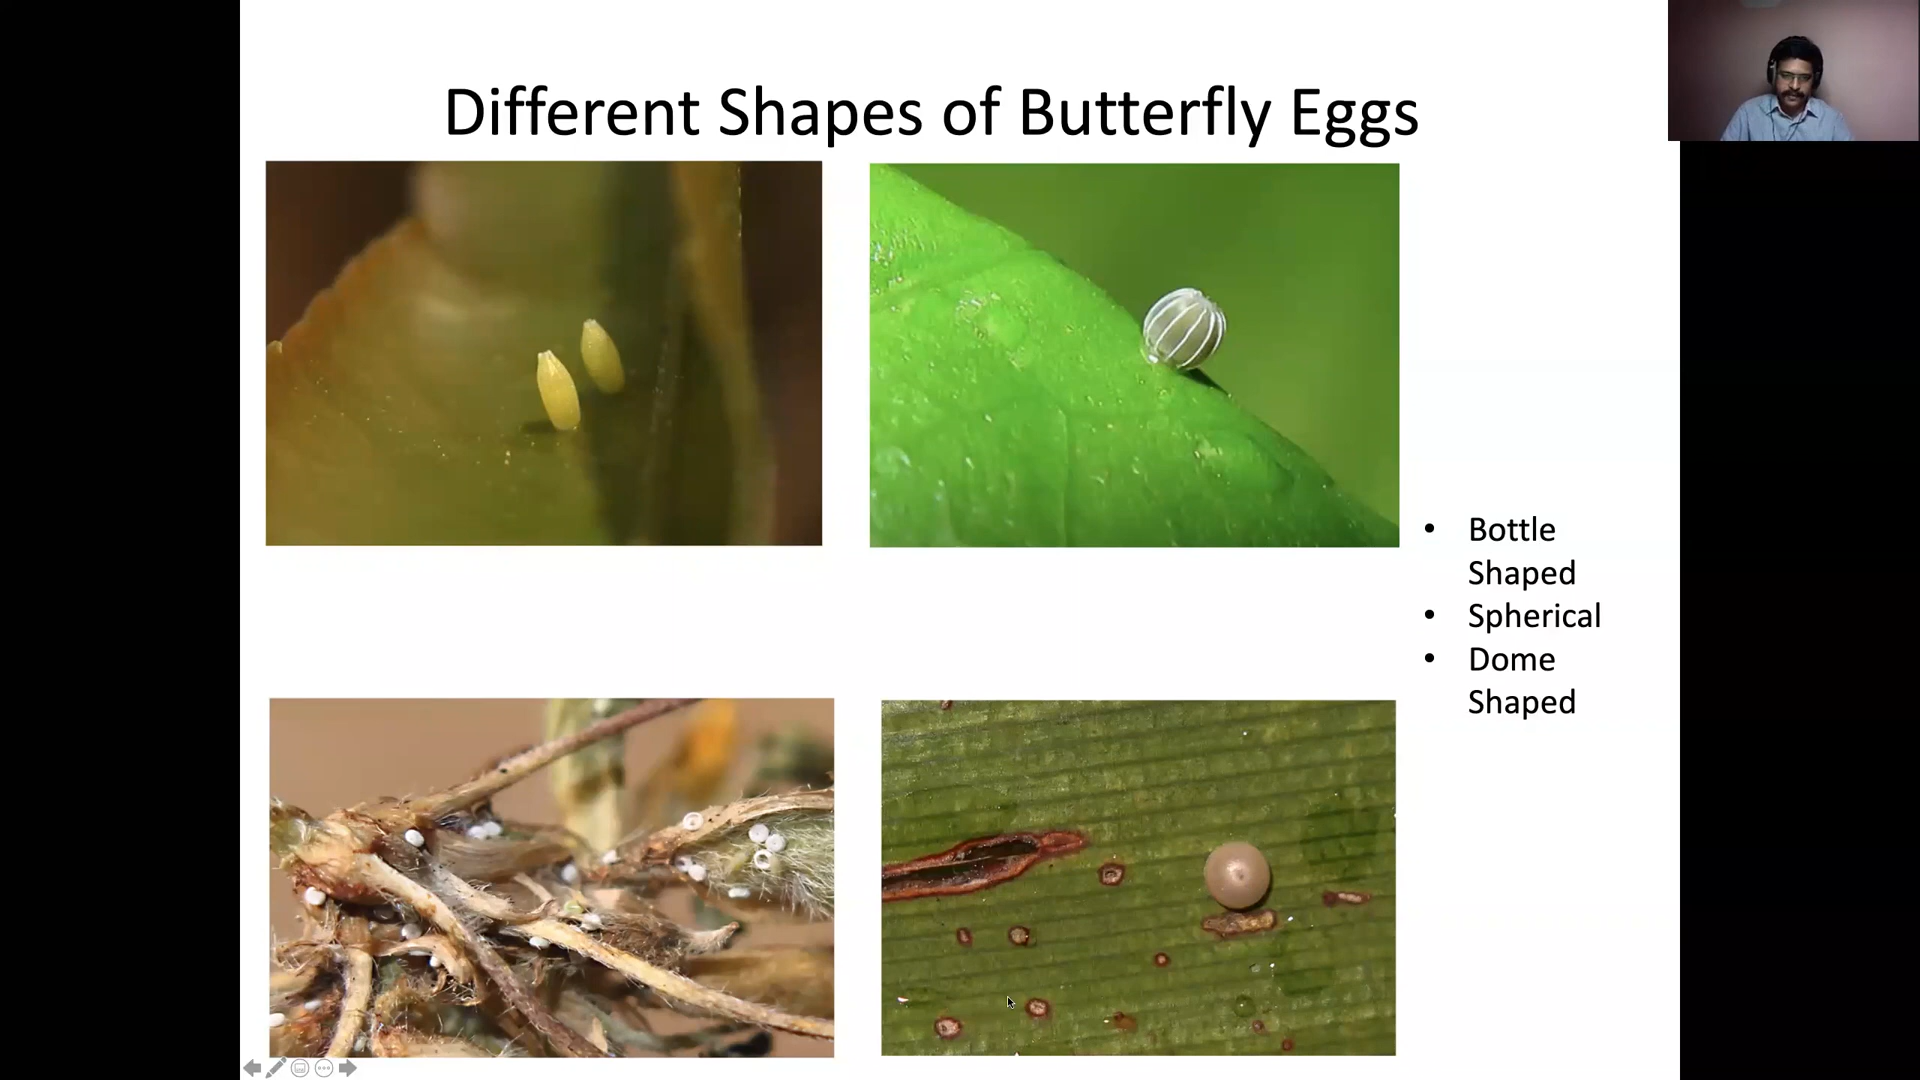 Different Shapes of Butterfly Eggs
• Bottle
Shaped
• Spherical
• Dome
Shaped